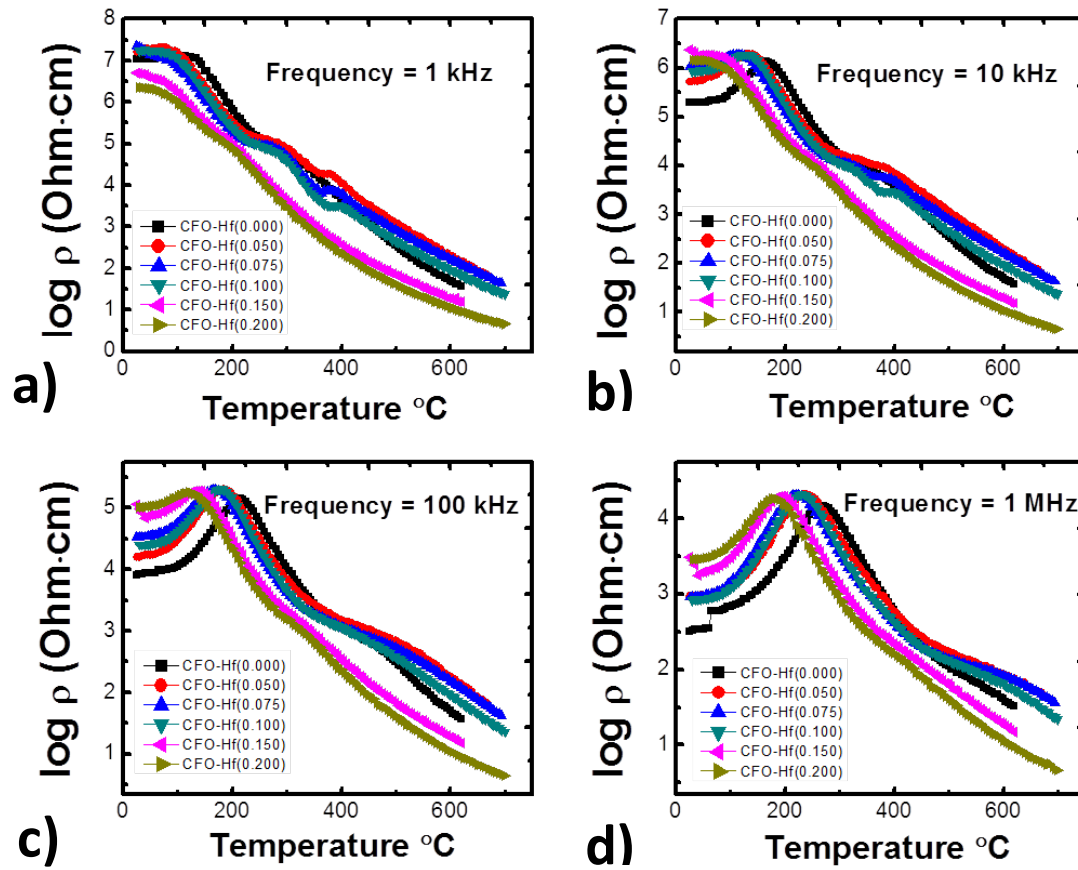 7
6
5
4
3
2
1
0
log ρ (Ohm·cm)
Frequency = 1 kHz
CFO-Hf(0.000)
CFO-Hf(0.050)
CFO-Hf(0.075)
CFO-Hf(0.100)
CFO-Hf(0.150)
CFO-Hf(0.200)
0 200 400 600
Temperature °C
a)
7
6
5
4
3
2
1
log ρ (Ohm·cm)
Frequency = 10 kHz
CFO-Hf(0.000)
CFO-Hf(0.050)
CFO-Hf(0.075)
CFO-Hf(0.100)
CFO-Hf(0.150)
CFO-Hf(0.200)
0 200 400 600
Temperature °C
b)
5
4
3
2
1
log ρ (Ohm·cm)
Frequency = 100 kHz
CFO-Hf(0.000)
CFO-Hf(0.050)
CFO-Hf(0.075)
CFO-Hf(0.100)
CFO-Hf(0.150)
CFO-Hf(0.200)
0 200 400 600
Temperature °C
c)
4
3
2
1
log ρ (Ohm·cm)
Frequency = 1 MHz
CFO-Hf(0.000)
CFO-Hf(0.050)
CFO-Hf(0.075)
CFO-Hf(0.100)
CFO-Hf(0.150)
CFO-Hf(0.200)
0 200 400 600
Temperature °C
d)